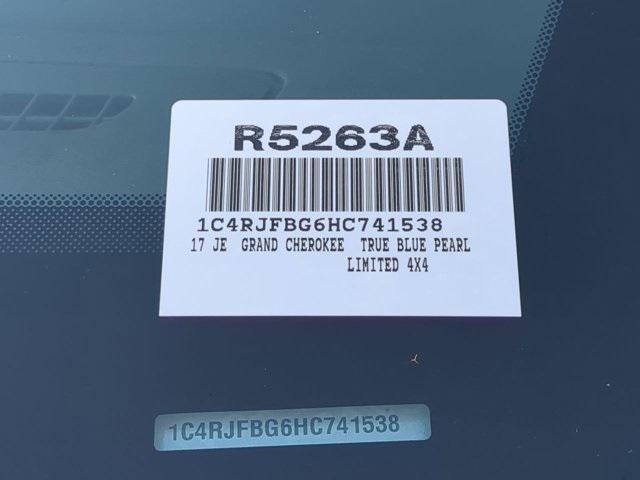 R5263A
1C4RJFBG6HC741538
17 JE GRAND CHEROKEE TRUE BLUE PEARL
LIMITED 4X4
1C4RJFBG6HC741538